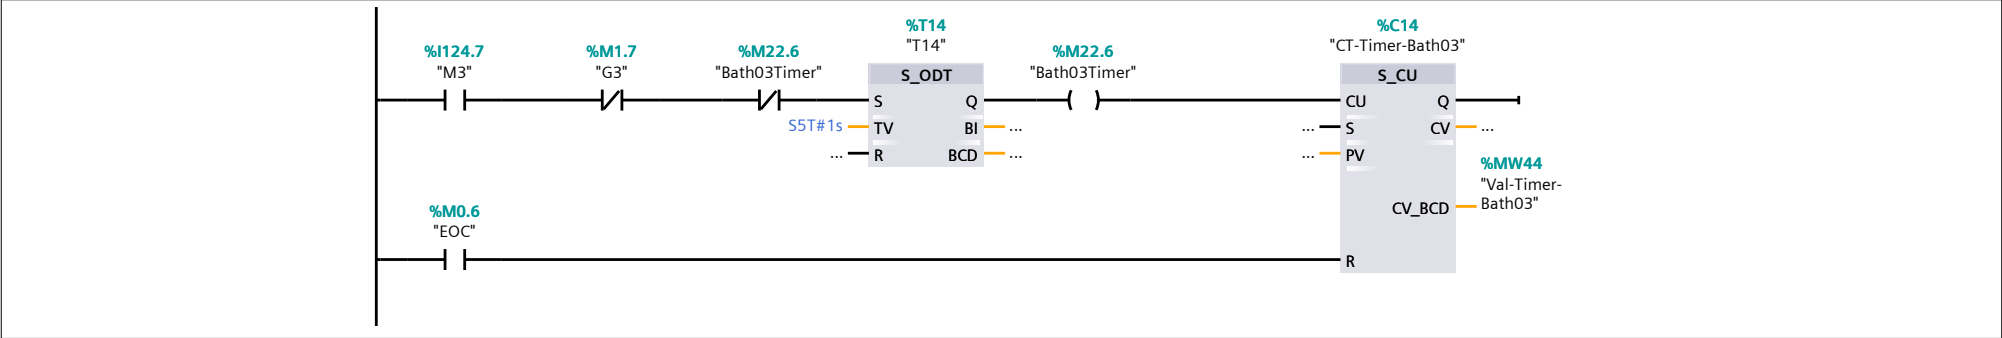 %T14
"T14"
%C14
"CT-Timer-Bath03"
%I124.7
"M3"
%M1.7
"G3"
%M22.6
"Bath03Timer"
S_ODT
%M22.6
"Bath03Timer"
S_CU
S Q
CU Q
S5T#1s TV BI ...
... S CV ...
... R BCD ...
... PV
%MW44
"Val-Timer-
Bath03"
CV_BCD
%M0.6
"EOC"
R